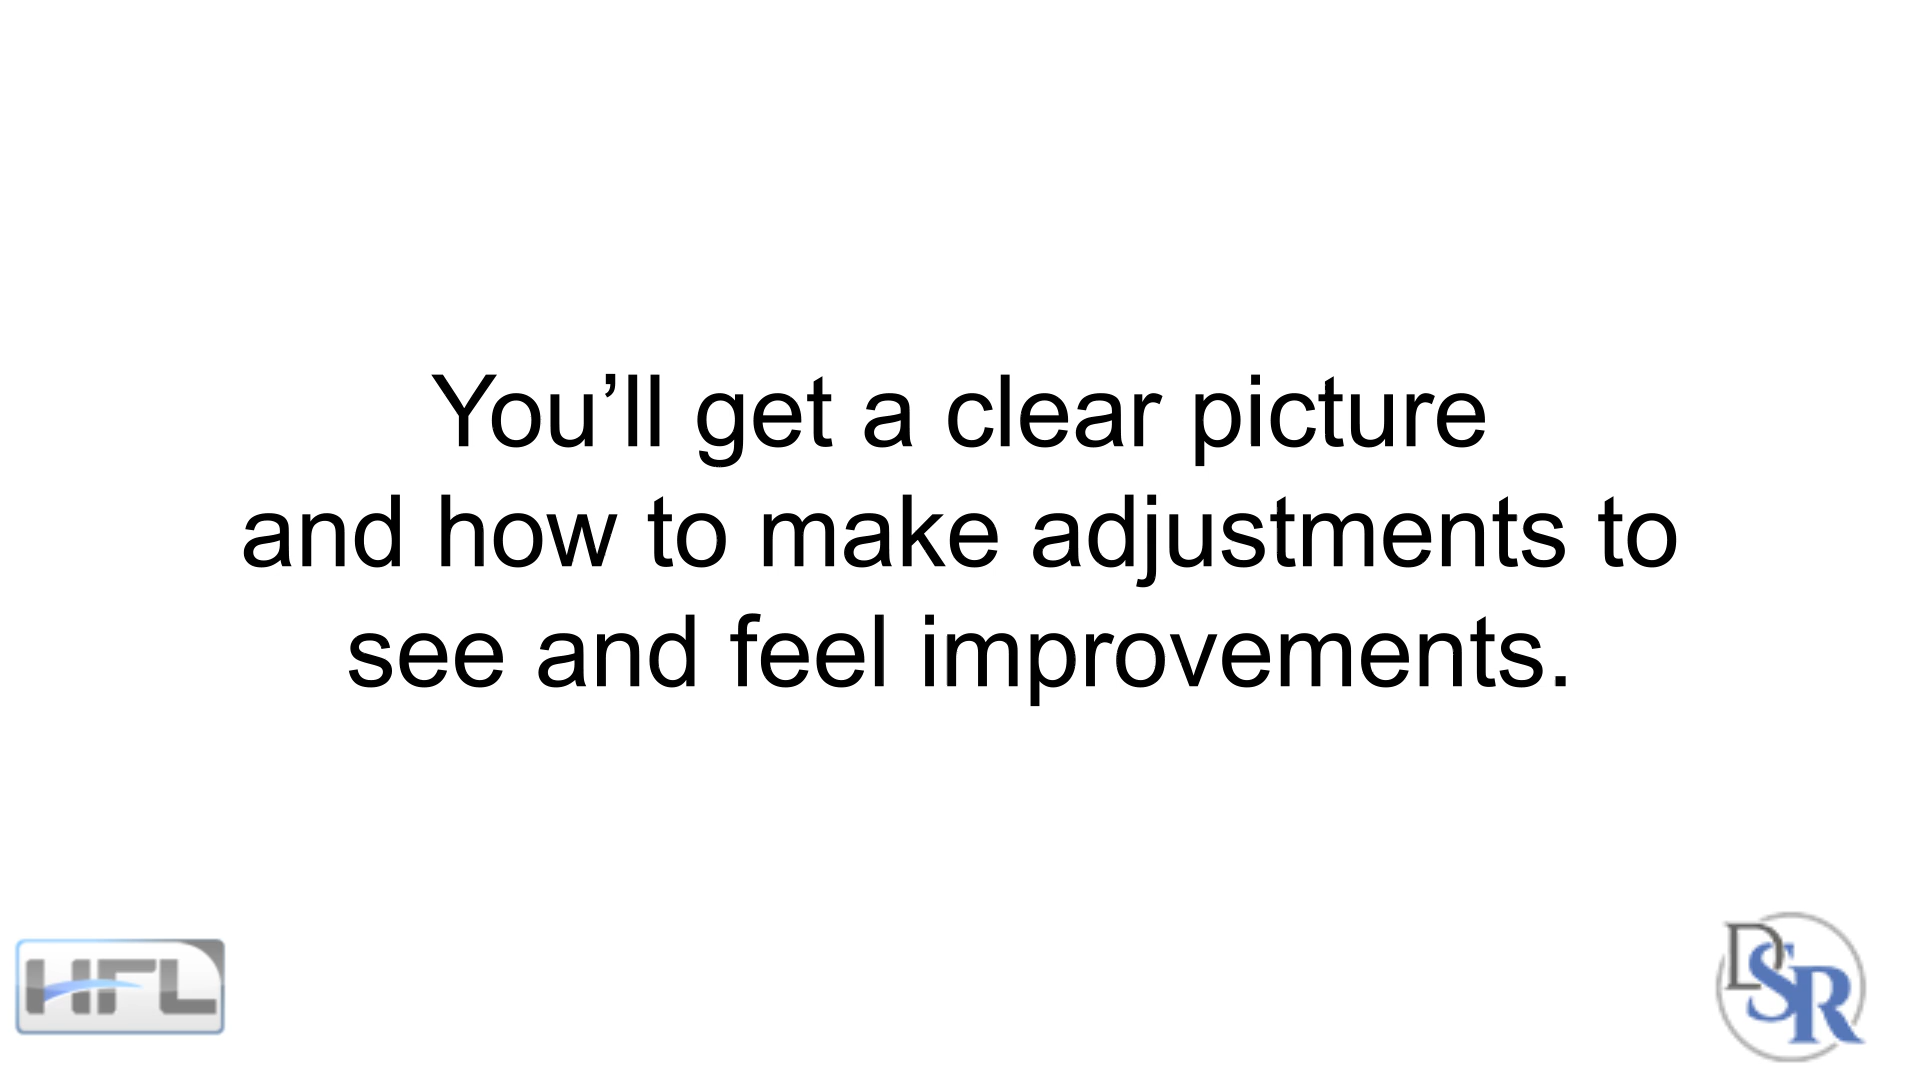 You’ll get a clear picture
and how to make adjustments to
see and feel improvements.
HFL
DSR